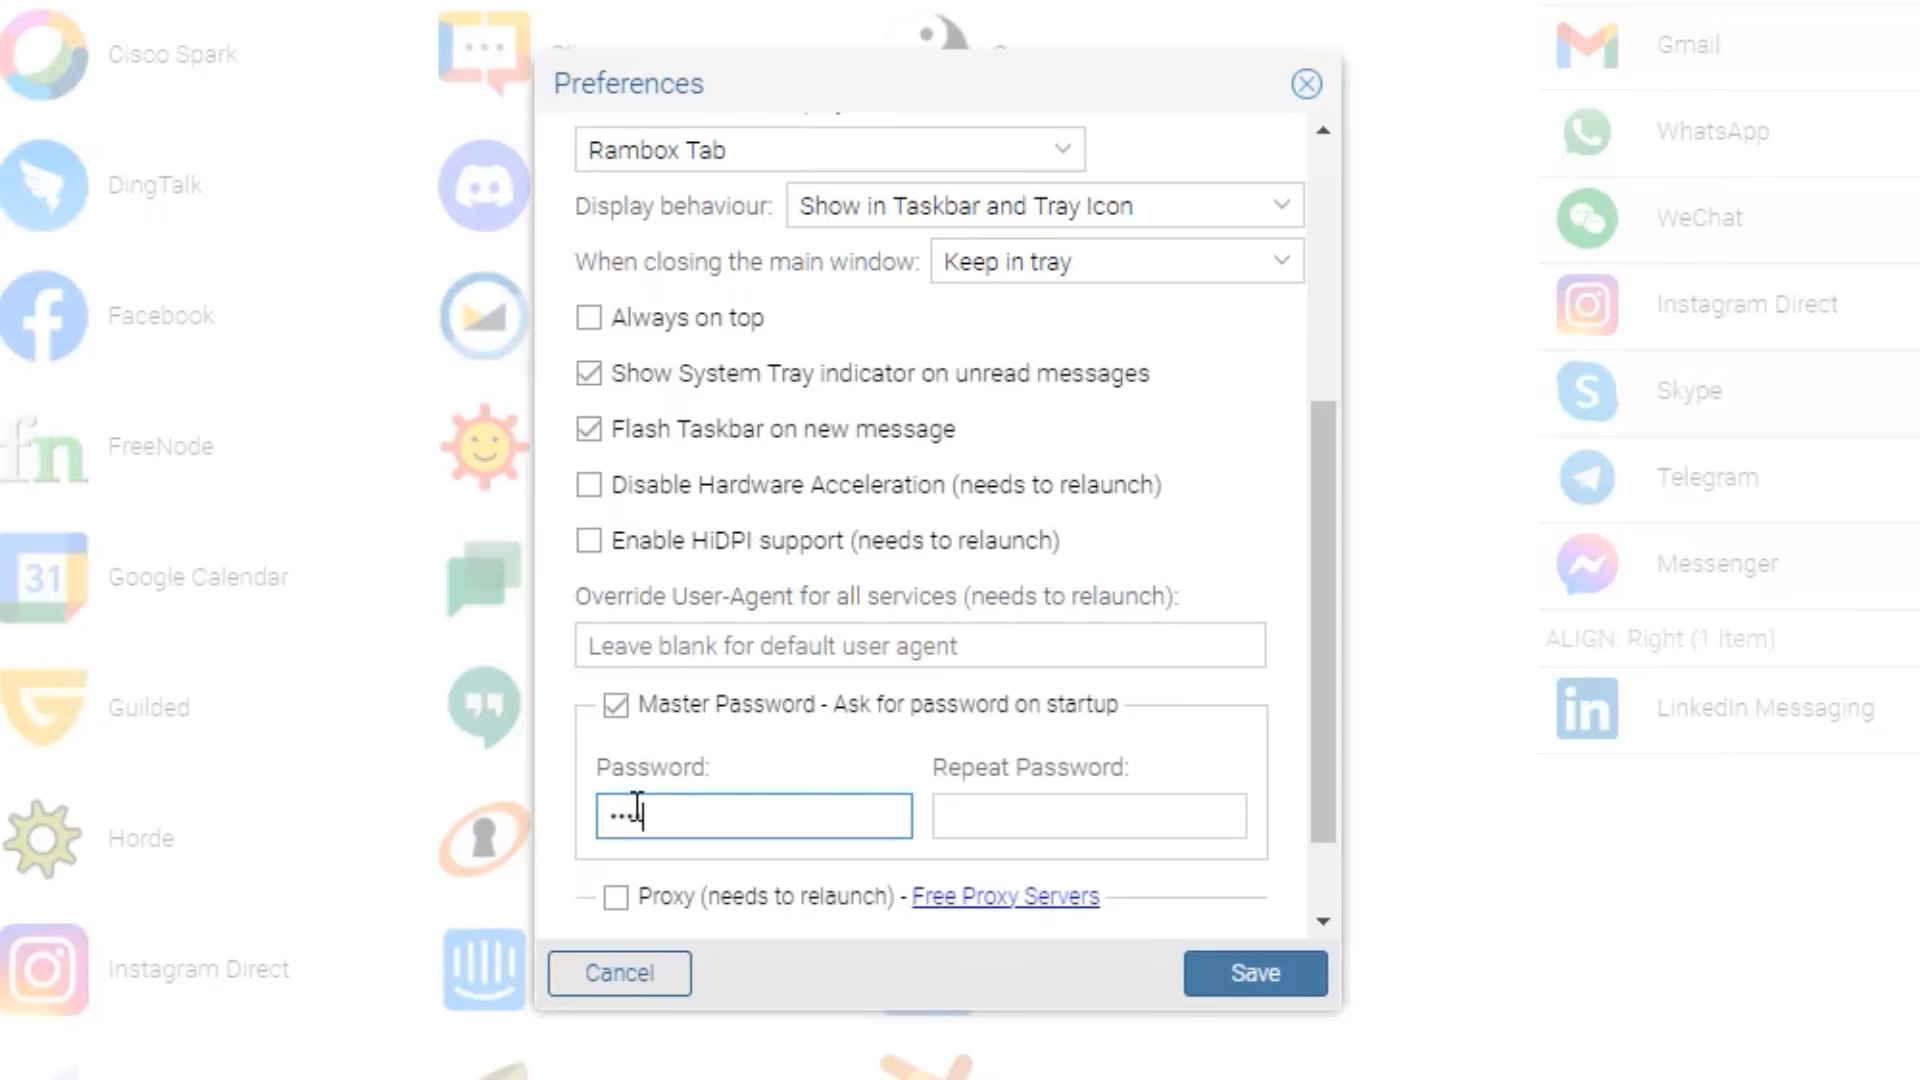 Cisco Spark
DingTalk
Facebook
FreeNode
fn
31
Google Calendar
Guilded
Horde
Instagram Direct
Preferences
Rambox Tab
Display behaviour: Show in Taskbar and Tray Icon
When closing the main window: Keep in tray
Always on top
Show System Tray indicator on unread messages
Flash Taskbar on new message
Disable Hardware Acceleration (needs to relaunch)
Enable HiDPI support (needs to relaunch)
Override User-Agent for all services (needs to relaunch):
Leave blank for default user agent
Master Password - Ask for password on startup
Password: Repeat Password:
Proxy (needs to relaunch) - Free Proxy Servers
Cancel Save
Gmail
WhatsApp
WeChat
Instagram Direct
Skype
Telegram
Messenger
ALIGN: Right (1 Item)
LinkedIn Messaging